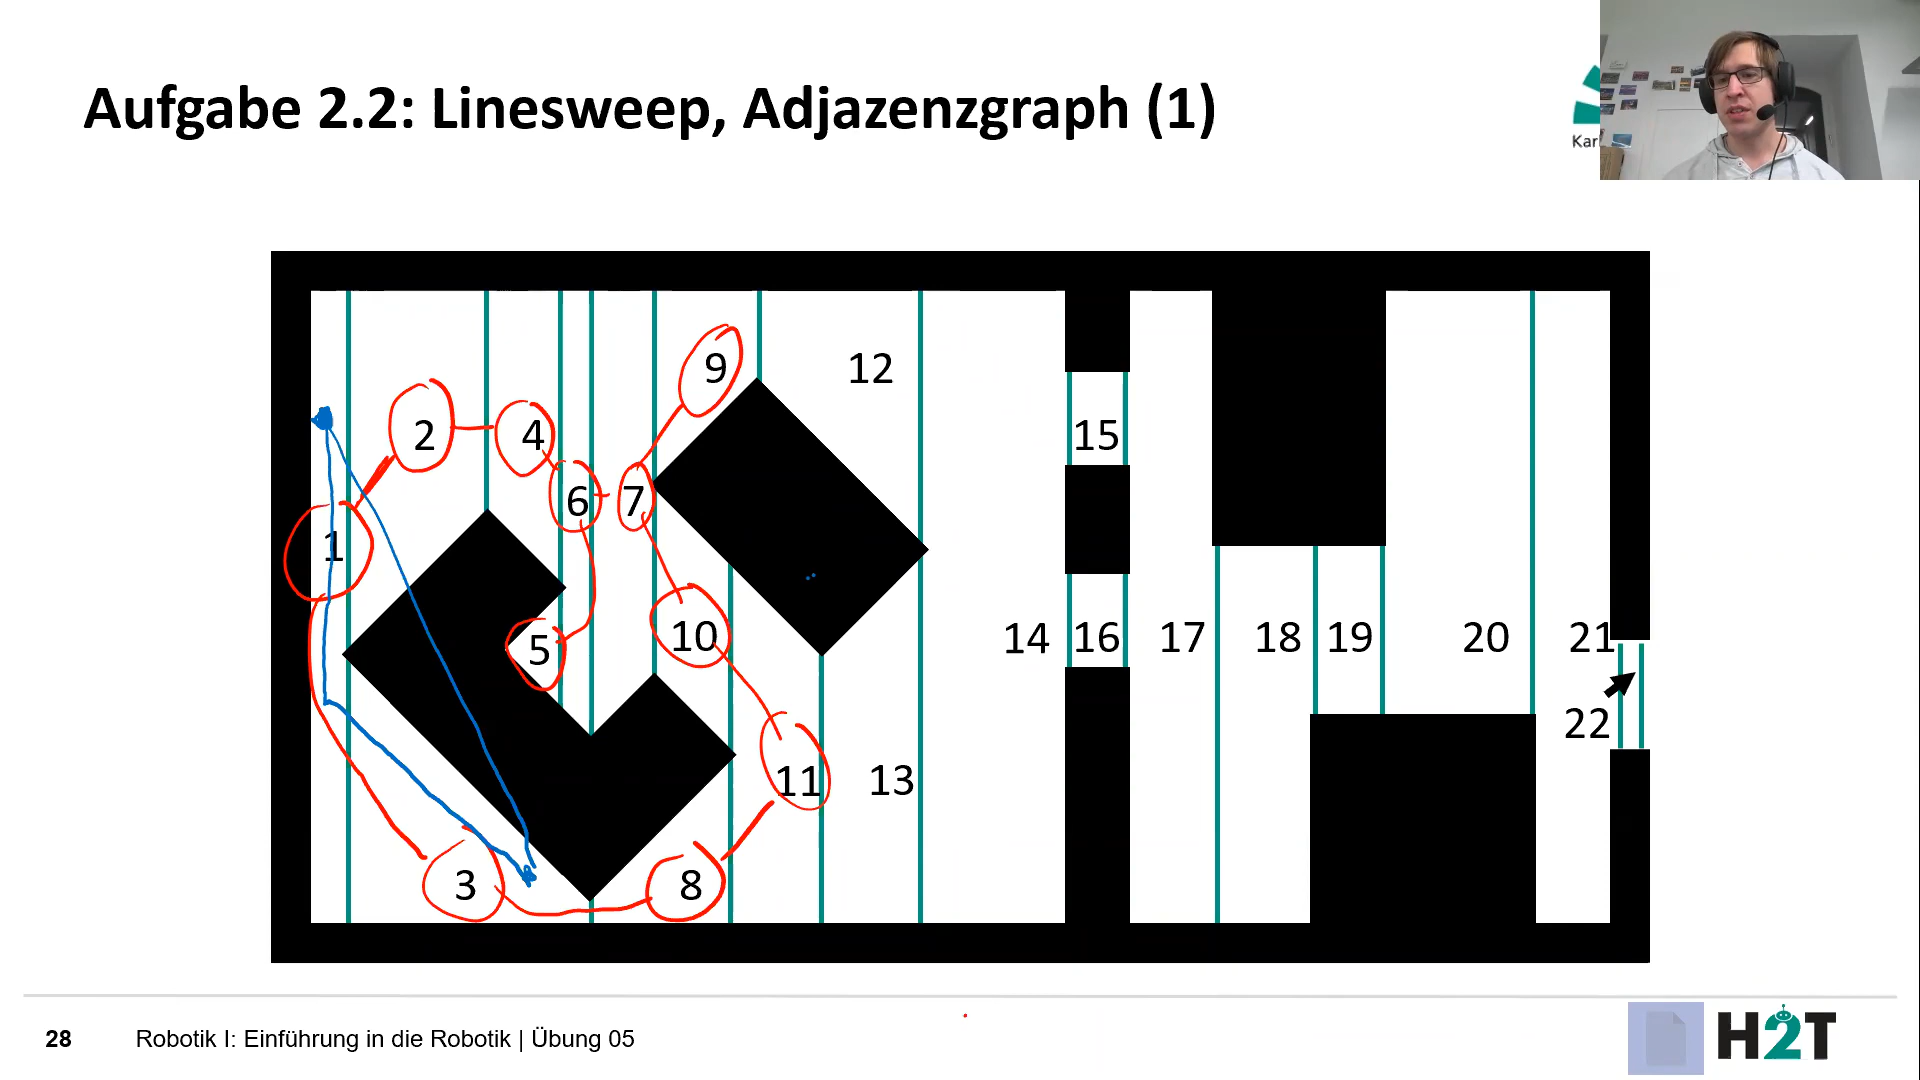 Aufgabe 2.2: Linesweep, Adjazenzgraph (1)
Kar
9 12
2 4 15
6 7
1
5 10 14 16 17 18 19 20 21
22
11 13
3 8
28 Robotik I: Einführung in die Robotik | Übung 05
H2T